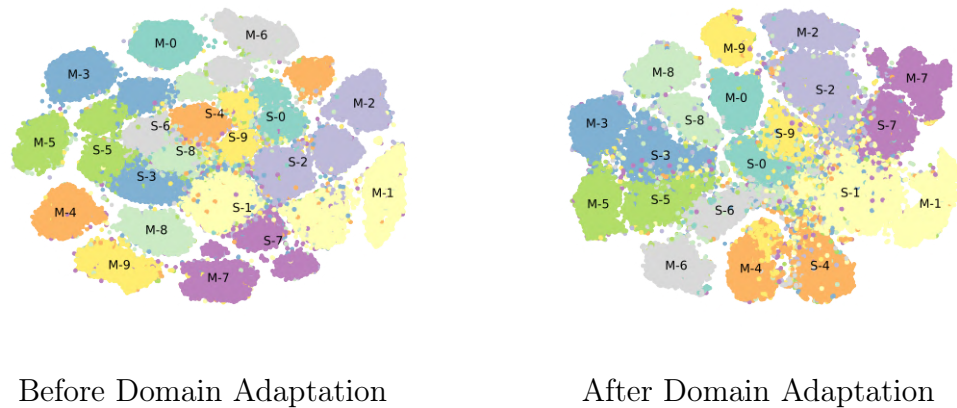 M-6
M-0
M-3
M-2
S-4
S-0
S-6
S-9
M-5
S-5
S-8
S-2
S-3
M-1
M-4
S-1
M-8
S-7
M-9
M-7
M-2
M-9
M-8
M-7
S-2
M-0
S-8
M-3
S-7
S-9
S-3
S-0
S-1
M-5
S-5
M-1
S-6
M-6
M-4
S-4
Before Domain Adaptation
After Domain Adaptation